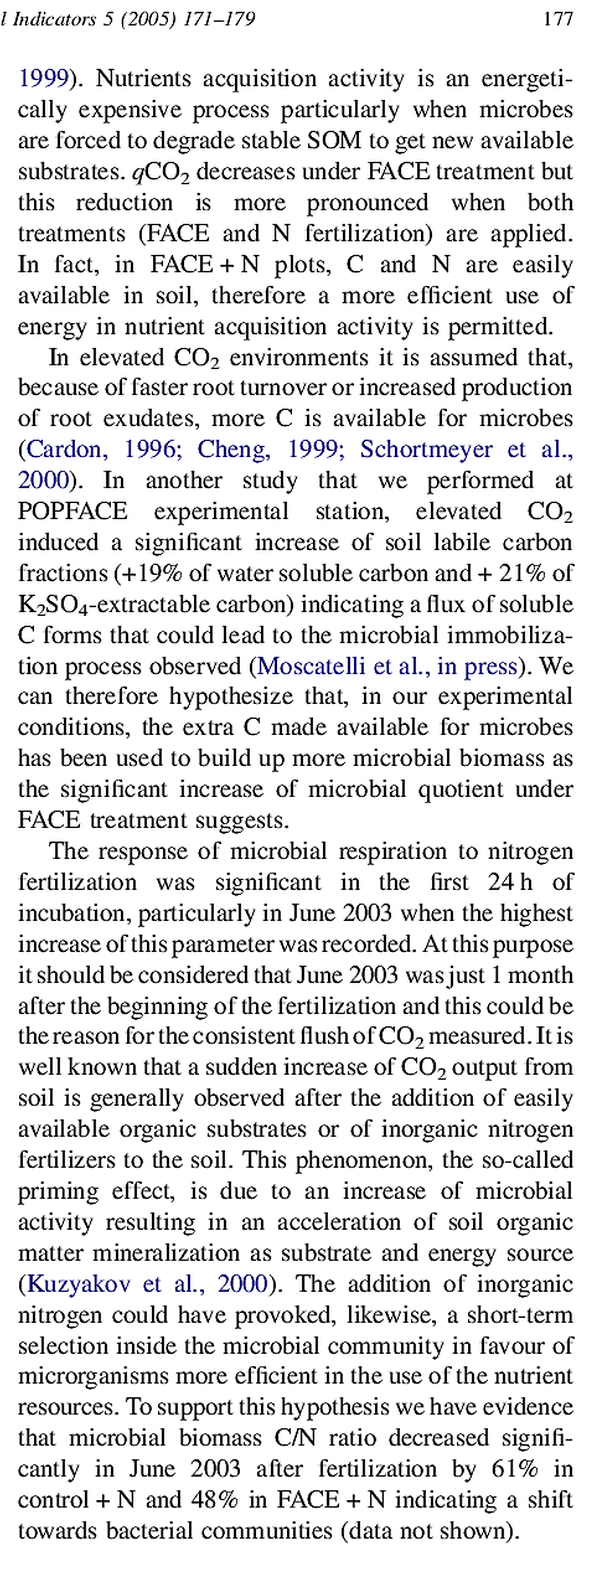 l Indicators 5 (2005) 171–179 177
1999). Nutrients acquisition activity is an energeti-
cally expensive process particularly when microbes
are forced to degrade stable SOM to get new available
substrates. qCO2 decreases under FACE treatment but
this reduction is more pronounced when both
treatments (FACE and N fertilization) are applied.
In fact, in FACE + N plots, C and N are easily
available in soil, therefore a more efficient use of
energy in nutrient acquisition activity is permitted.
In elevated CO2 environments it is assumed that,
because of faster root turnover or increased production
of root exudates, more C is available for microbes
(Cardon, 1996; Cheng, 1999; Schortmeyer et al.,
2000). In another study that we performed at
POPFACE experimental station, elevated CO2
induced a significant increase of soil labile carbon
fractions (+19% of water soluble carbon and + 21% of
K2SO4-extractable carbon) indicating a flux of soluble
C forms that could lead to the microbial immobiliza-
tion process observed (Moscatelli et al., in press). We
can therefore hypothesize that, in our experimental
conditions, the extra C made available for microbes
has been used to build up more microbial biomass as
the significant increase of microbial quotient under
FACE treatment suggests.
The response of microbial respiration to nitrogen
fertilization was significant in the first 24 h of
incubation, particularly in June 2003 when the highest
increase of this parameter was recorded. At this purpose
it should be considered that June 2003 was just 1 month
after the beginning of the fertilization and this could be
the reason for the consistent flush of CO2 measured. It is
well known that a sudden increase of CO2 output from
soil is generally observed after the addition of easily
available organic substrates or of inorganic nitrogen
fertilizers to the soil. This phenomenon, the so-called
priming effect, is due to an increase of microbial
activity resulting in an acceleration of soil organic
matter mineralization as substrate and energy source
(Kuzyakov et al., 2000). The addition of inorganic
nitrogen could have provoked, likewise, a short-term
selection inside the microbial community in favour of
microrganisms more efficient in the use of the nutrient
resources. To support this hypothesis we have evidence
that microbial biomass C/N ratio decreased signifi-
cantly in June 2003 after fertilization by 61% in
control + N and 48% in FACE + N indicating a shift
towards bacterial communities (data not shown).